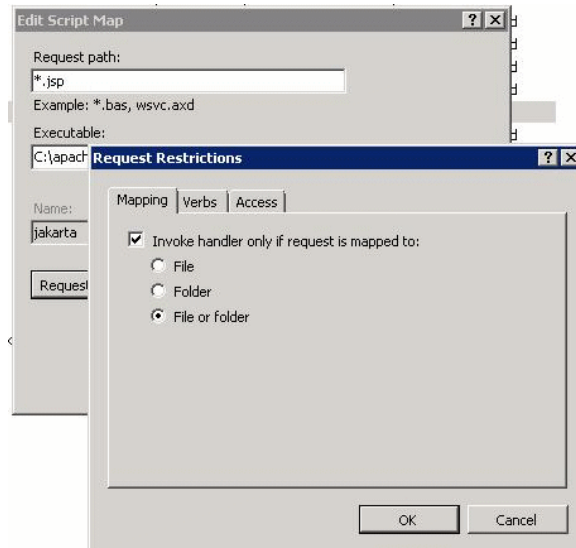 Edit Script Map
Request path:
*.jsp
Example: *.bas, wsvc.axd
Executable:
C:\apach
Name:
jakarta
Request
Request Restrictions
Mapping Verbs Access
Invoke handler only if request is mapped to:
File
Folder
File or folder
OK Cancel